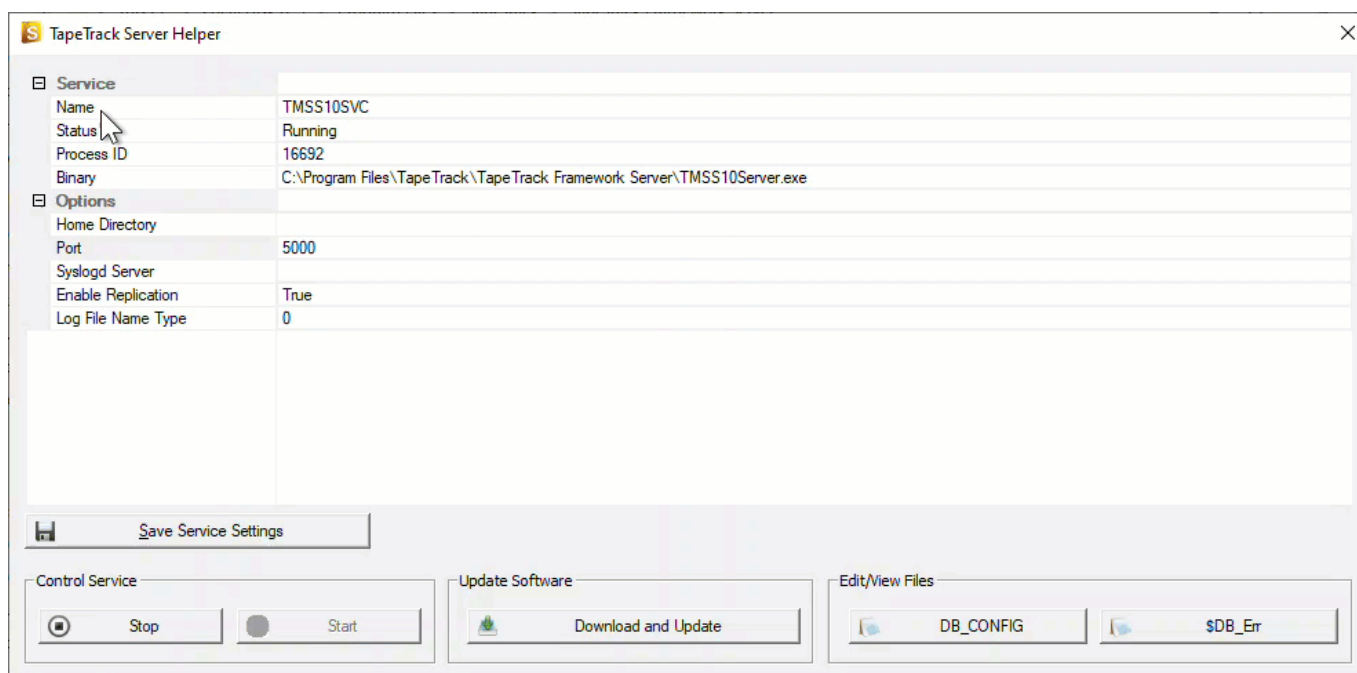 TapeTrack Server Helper
Service
Name TMSS10SVC
Status Running
Process ID 16692
Binary C:\Program Files\TapeTrack\TapeTrack Framework Server\TMSS10Server.exe
Options
Home Directory
Port 5000
Syslogd Server
Enable Replication True
Log File Name Type 0
Save Service Settings
Control Service Update Software Edit/View Files
Stop Start Download and Update DB_CONFIG $DB_Err